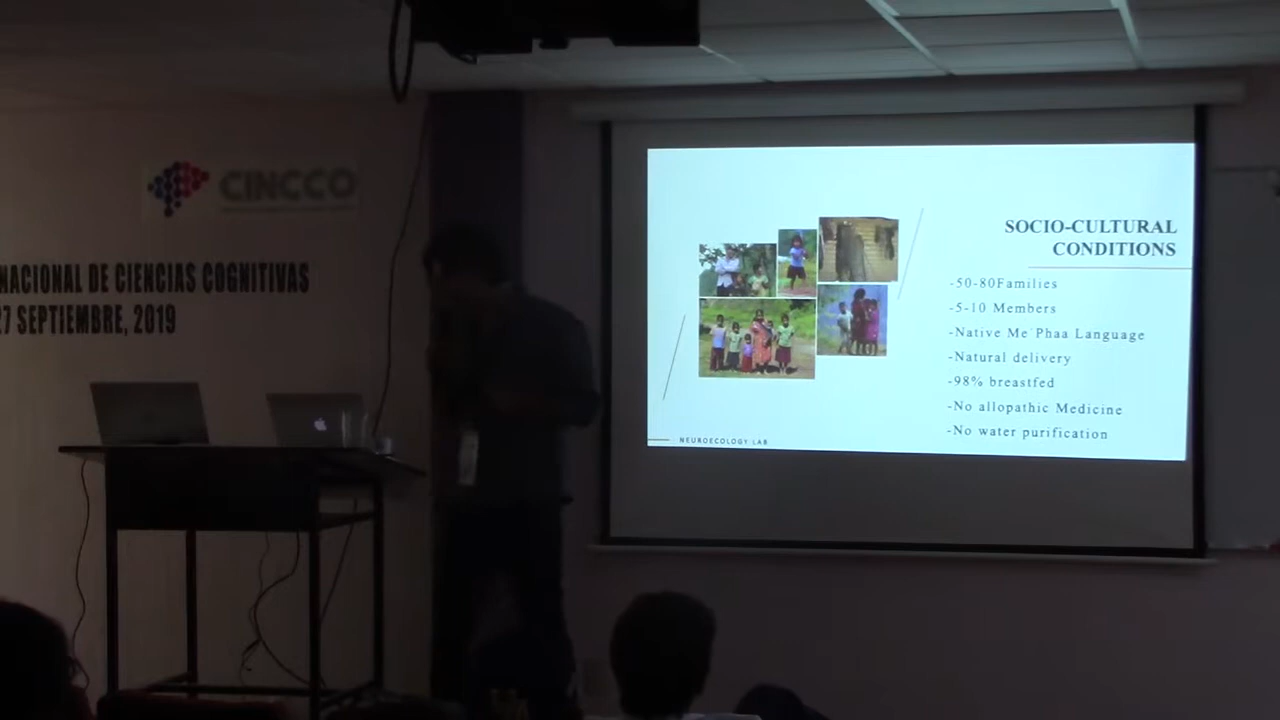 CINCCO
NACIONAL DE CIENCIAS COGNITIVAS
27 SEPTIEMBRE, 2019
SOCIO-CULTURAL
CONDITIONS
-50-80Families
-5-10 Members
-Native Me´Phaa Language
-Natural delivery
-98% breastfed
-No allopathic Medicine
-No water purification
NEUROECOLOGY LAB